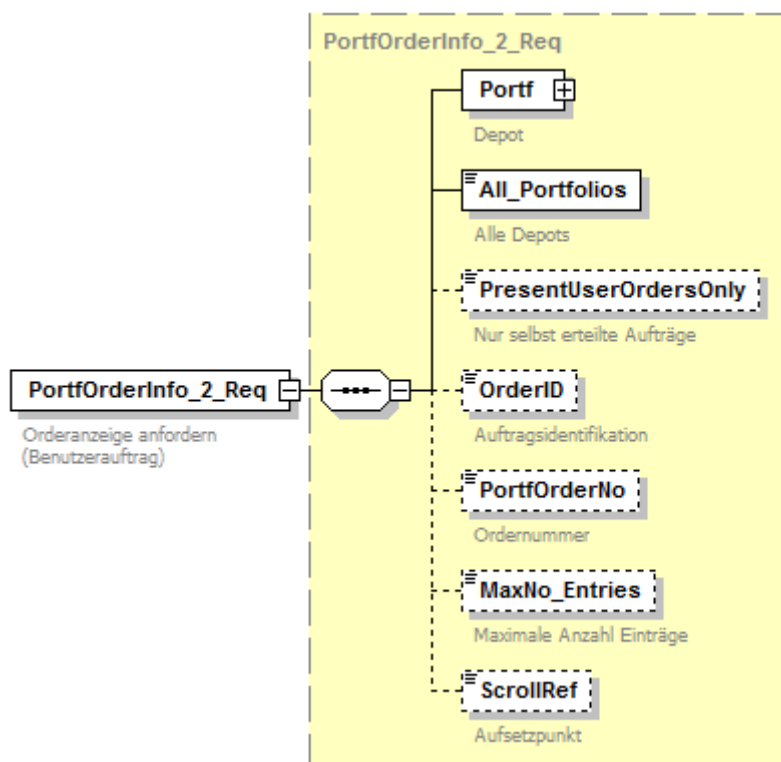 PortfOrderInfo_2_Req
Portf
Depot
All_Portfolios
Alle Depots
PresentUserOrdersOnly
Nur selbst erteilte Aufträge
PortfOrderInfo_2_Req
Orderanzeige anfordern
(Benutzerauftrag)
OrderID
Auftragsidentifikation
PortfOrderNo
Ordernummer
MaxNo_Entries
Maximale Anzahl Einträge
ScrollRef
Aufsetzpunkt